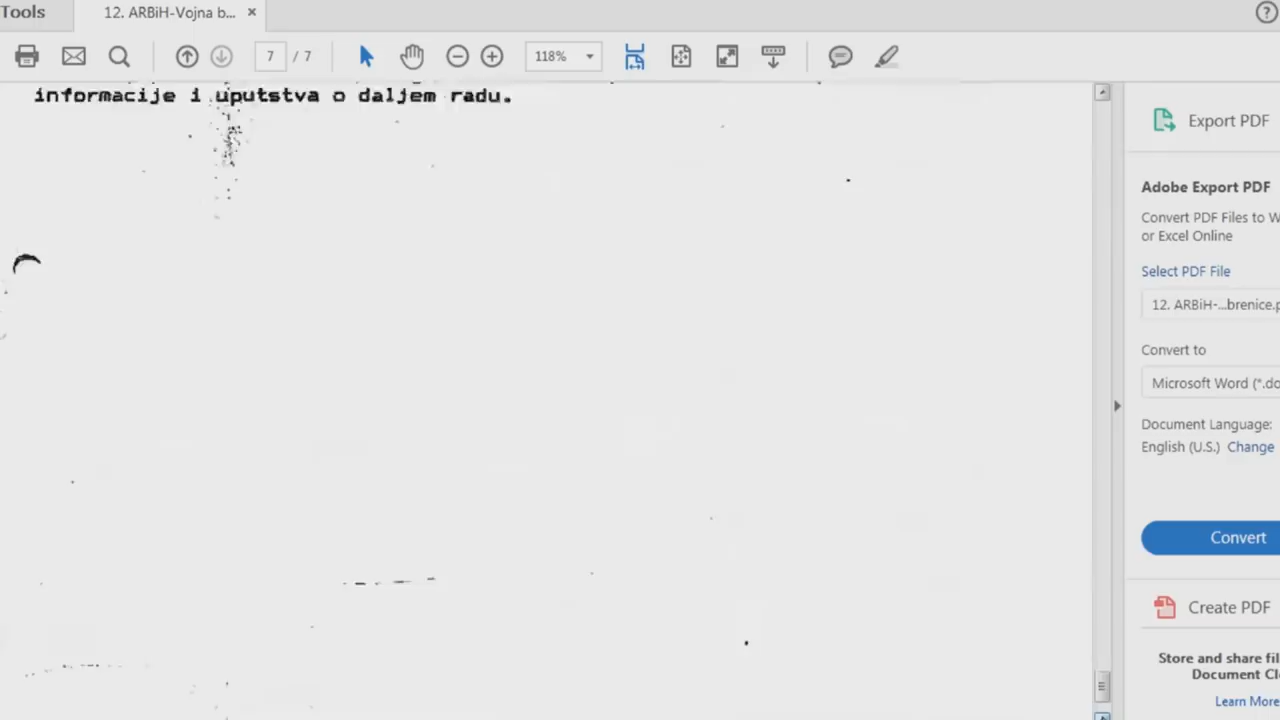 Tools
12. ARBiH-Vojna b... ×
7 / 7
118%
informacije i uputstva o daljem radu.
Export PDF
Adobe Export PDF
Convert PDF Files to W
or Excel Online
Select PDF File
12. ARBiH-...brenice.p
Convert to
Microsoft Word (*.do
Document Language:
English (U.S.) Change
Convert
Create PDF
Store and share fil
Document Cl
Learn More